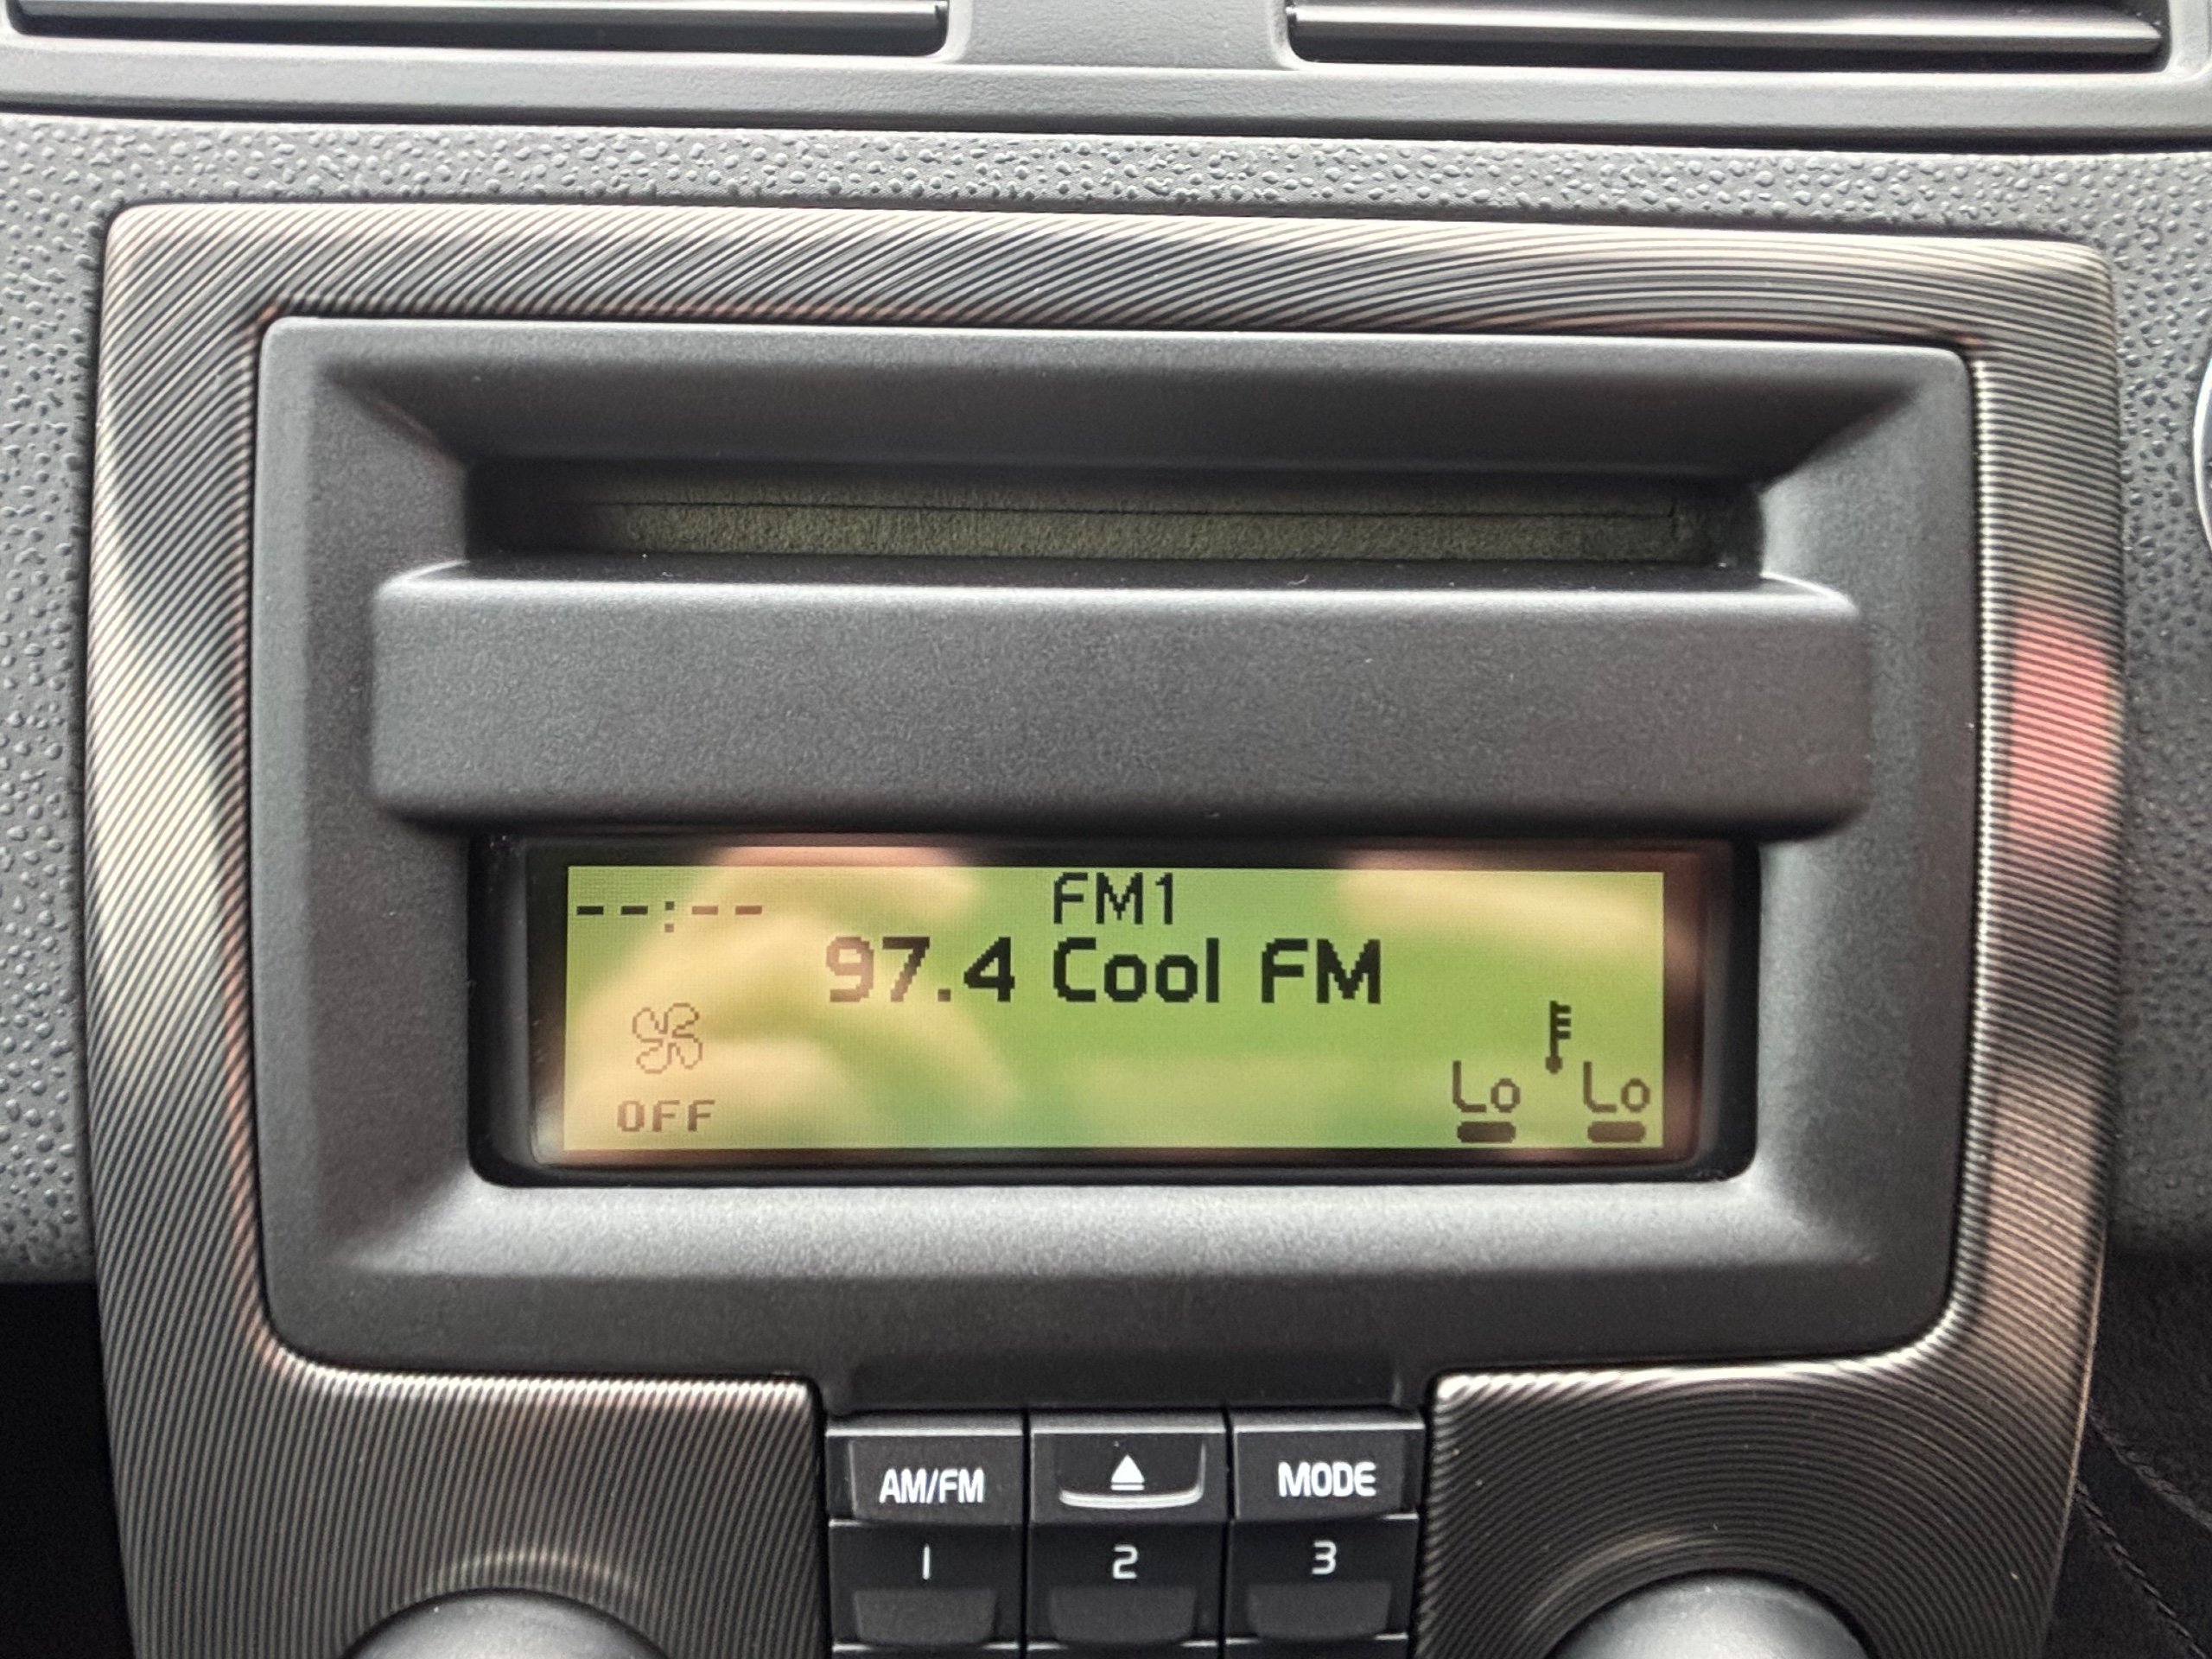 --:-- FM1
97.4 Cool FM
OFF
Lo Lo
AM/FM MODE
1 2 3